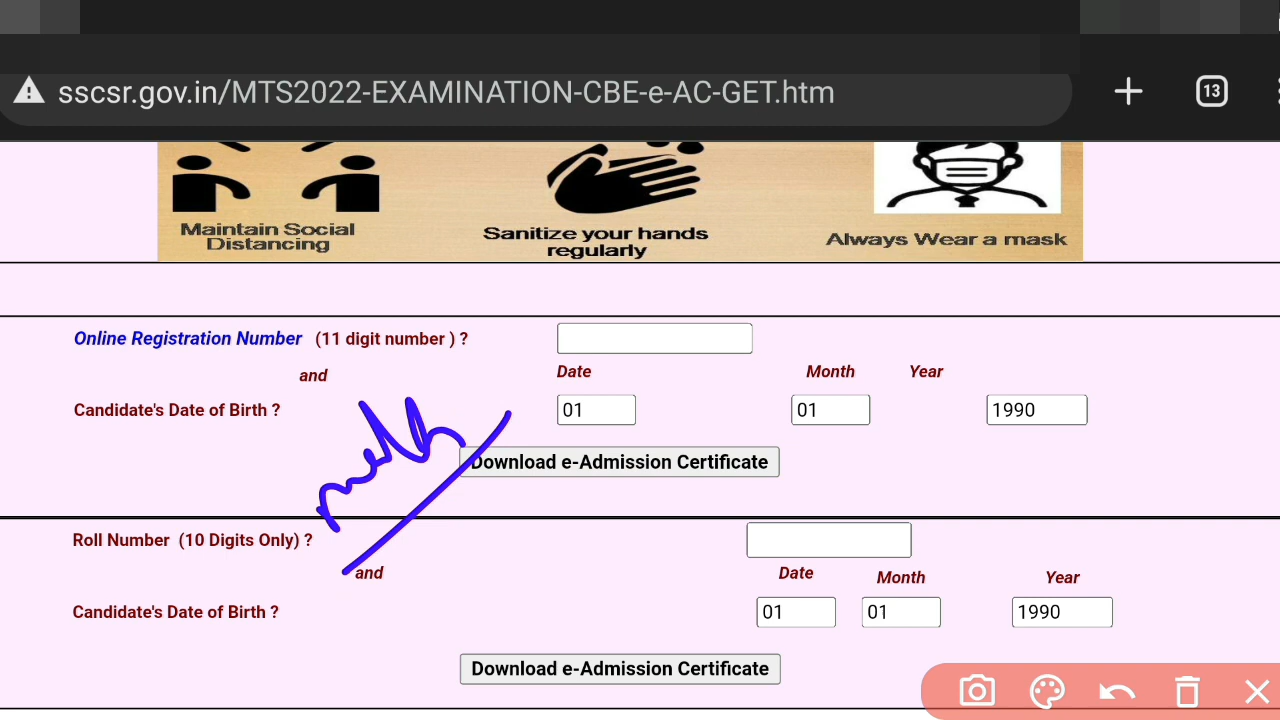 sscsr.gov.in/MTS2022-EXAMINATION-CBE-e-AC-GET.htm
13
Maintain Social
Distancing
Sanitize your hands
regularly
Always Wear a mask
Online Registration Number (11 digit number ) ?
and
Date Month Year
Candidate's Date of Birth ? 01 01 1990
Download e-Admission Certificate
Roll Number (10 Digits Only) ?
and
Date Month Year
Candidate's Date of Birth ? 01 01 1990
Download e-Admission Certificate